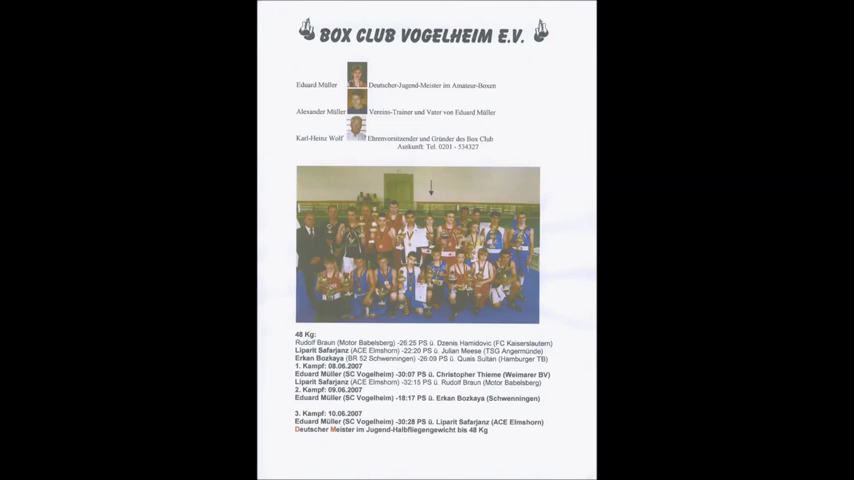 BOX CLUB VOGELHEIM E.V.
Eduard Müller Deutscher-Jugend-Meister im Amateur-Boxen
Alexander Müller Vereins-Trainer und Vater von Eduard Müller
Karl-Heinz Wolf Ehrenvorsitzender und Gründer des Box Club
Auskunft: Tel. 0201 - 534327
48 Kg:
Rudolf Braun (Motor Babelsberg) -26:25 PS ü. Dzenis Hamidovic (FC Kaiserslautern)
Liparit Safarjanz (ACE Elmshorn) -22:20 PS ü. Julian Meese (TSG Angermünde)
Erkan Bozkaya (BR 52 Schwenningen) -26:09 PS ü. Quais Sultan (Hamburger TB)
1. Kampf: 08.06.2007
Eduard Müller (SC Vogelheim) -30:07 PS ü. Christopher Thieme (Weimarer BV)
Liparit Safarjanz (ACE Elmshorn) -32:15 PS ü. Rudolf Braun (Motor Babelsberg)
2. Kampf: 09.06.2007
Eduard Müller (SC Vogelheim) -18:17 PS ü. Erkan Bozkaya (Schwenningen)
3. Kampf: 10.06.2007
Eduard Müller (SC Vogelheim) -30:28 PS ü. Liparit Safarjanz (ACE Elmshorn)
Deutscher Meister im Jugend-Halbfliegengewicht bis 48 Kg